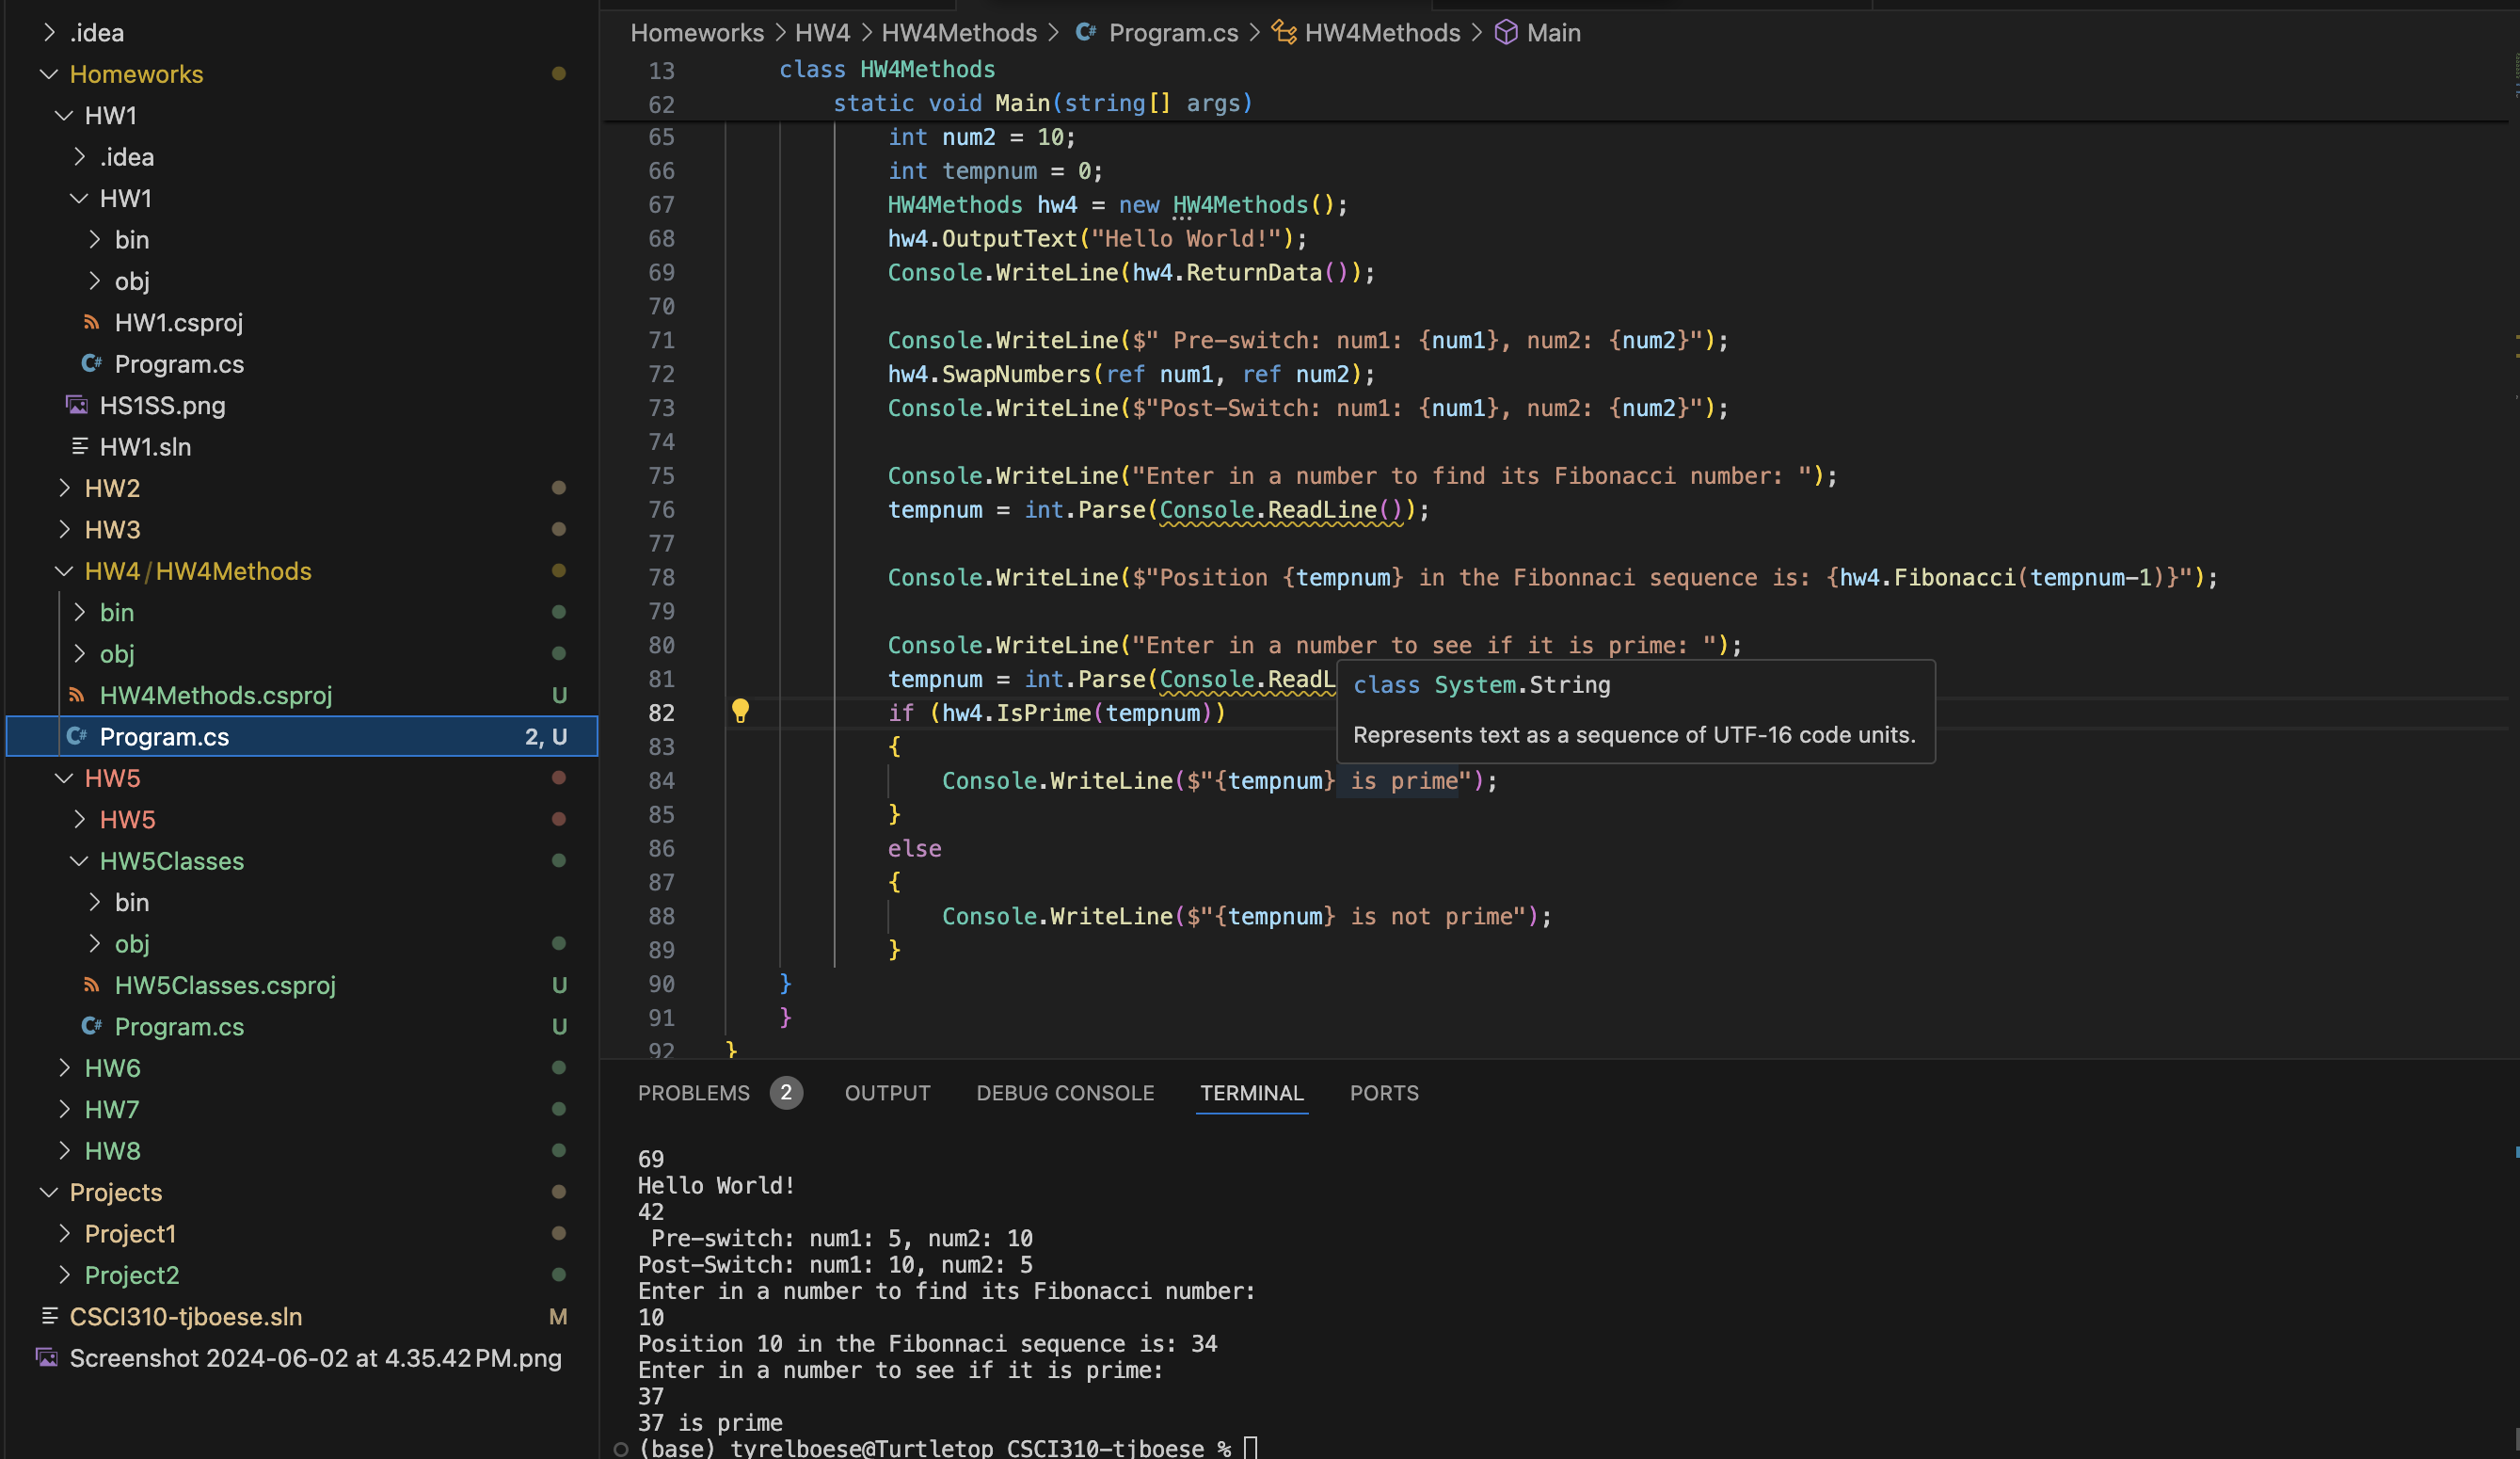 .idea
Homeworks
HW1
.idea
HW1
bin
obj
HW1.csproj
Program.cs
HS1SS.png
HW1.sln
HW2
HW3
HW4/HW4Methods
bin
obj
HW4Methods.csproj U
Program.cs 2, U
HW5
HW5
HW5Classes
bin
obj
HW5Classes.csproj U
Program.cs U
HW6
HW7
HW8
Projects
Project1
Project2
CSCI310-tjboese.sln M
Screenshot 2024-06-02 at 4.35.42 PM.png
Homeworks > HW4 > HW4Methods > Program.cs > HW4Methods > Main
13 class HW4Methods
62 static void Main(string[] args)
65 int num2 = 10;
66 int tempnum = 0;
67 HW4Methods hw4 = new HW4Methods();
68 hw4.OutputText("Hello World!");
69 Console.WriteLine(hw4.ReturnData());
70
71 Console.WriteLine($" Pre-switch: num1: {num1}, num2: {num2}");
72 hw4.SwapNumbers(ref num1, ref num2);
73 Console.WriteLine($"Post-Switch: num1: {num1}, num2: {num2}");
74
75 Console.WriteLine("Enter in a number to find its Fibonacci number: ");
76 tempnum = int.Parse(Console.ReadLine());
77
78 Console.WriteLine($"Position {tempnum} in the Fibonnaci sequence is: {hw4.Fibonacci(tempnum-1)}");
79
80 Console.WriteLine("Enter in a number to see if it is prime: ");
81 tempnum = int.Parse(Console.ReadL
class System.String
Represents text as a sequence of UTF-16 code units.
82 if (hw4.IsPrime(tempnum))
83 {
84 Console.WriteLine($"{tempnum} is prime");
85 }
86 else
87 {
88 Console.WriteLine($"{tempnum} is not prime");
89 }
90 }
91 }
92 }
PROBLEMS 2 OUTPUT DEBUG CONSOLE TERMINAL PORTS
69
Hello World!
42
 Pre-switch: num1: 5, num2: 10
Post-Switch: num1: 10, num2: 5
Enter in a number to find its Fibonacci number:
10
Position 10 in the Fibonnaci sequence is: 34
Enter in a number to see if it is prime:
37
37 is prime
(base) tyrelboese@Turtletop CSCI310-tjboese %